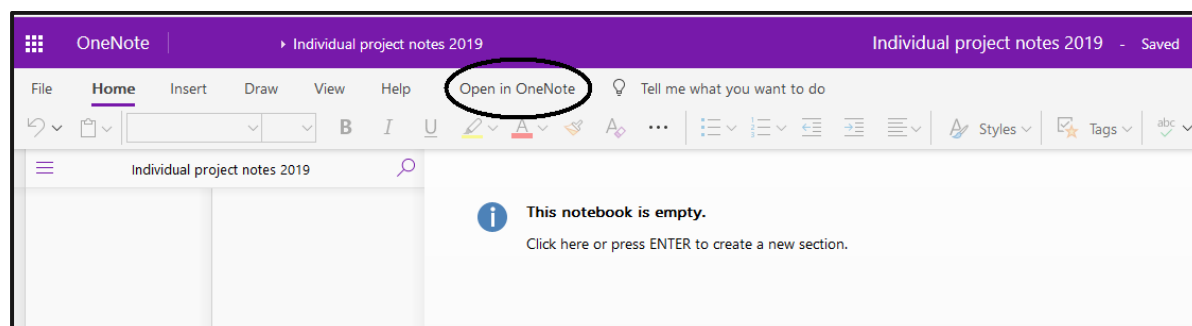 OneNote Individual project notes 2019 Individual project notes 2019 - Saved
File Home Insert Draw View Help Open in OneNote Tell me what you want to do
B I U A A Styles Tags abc
Individual project notes 2019
This notebook is empty.
Click here or press ENTER to create a new section.